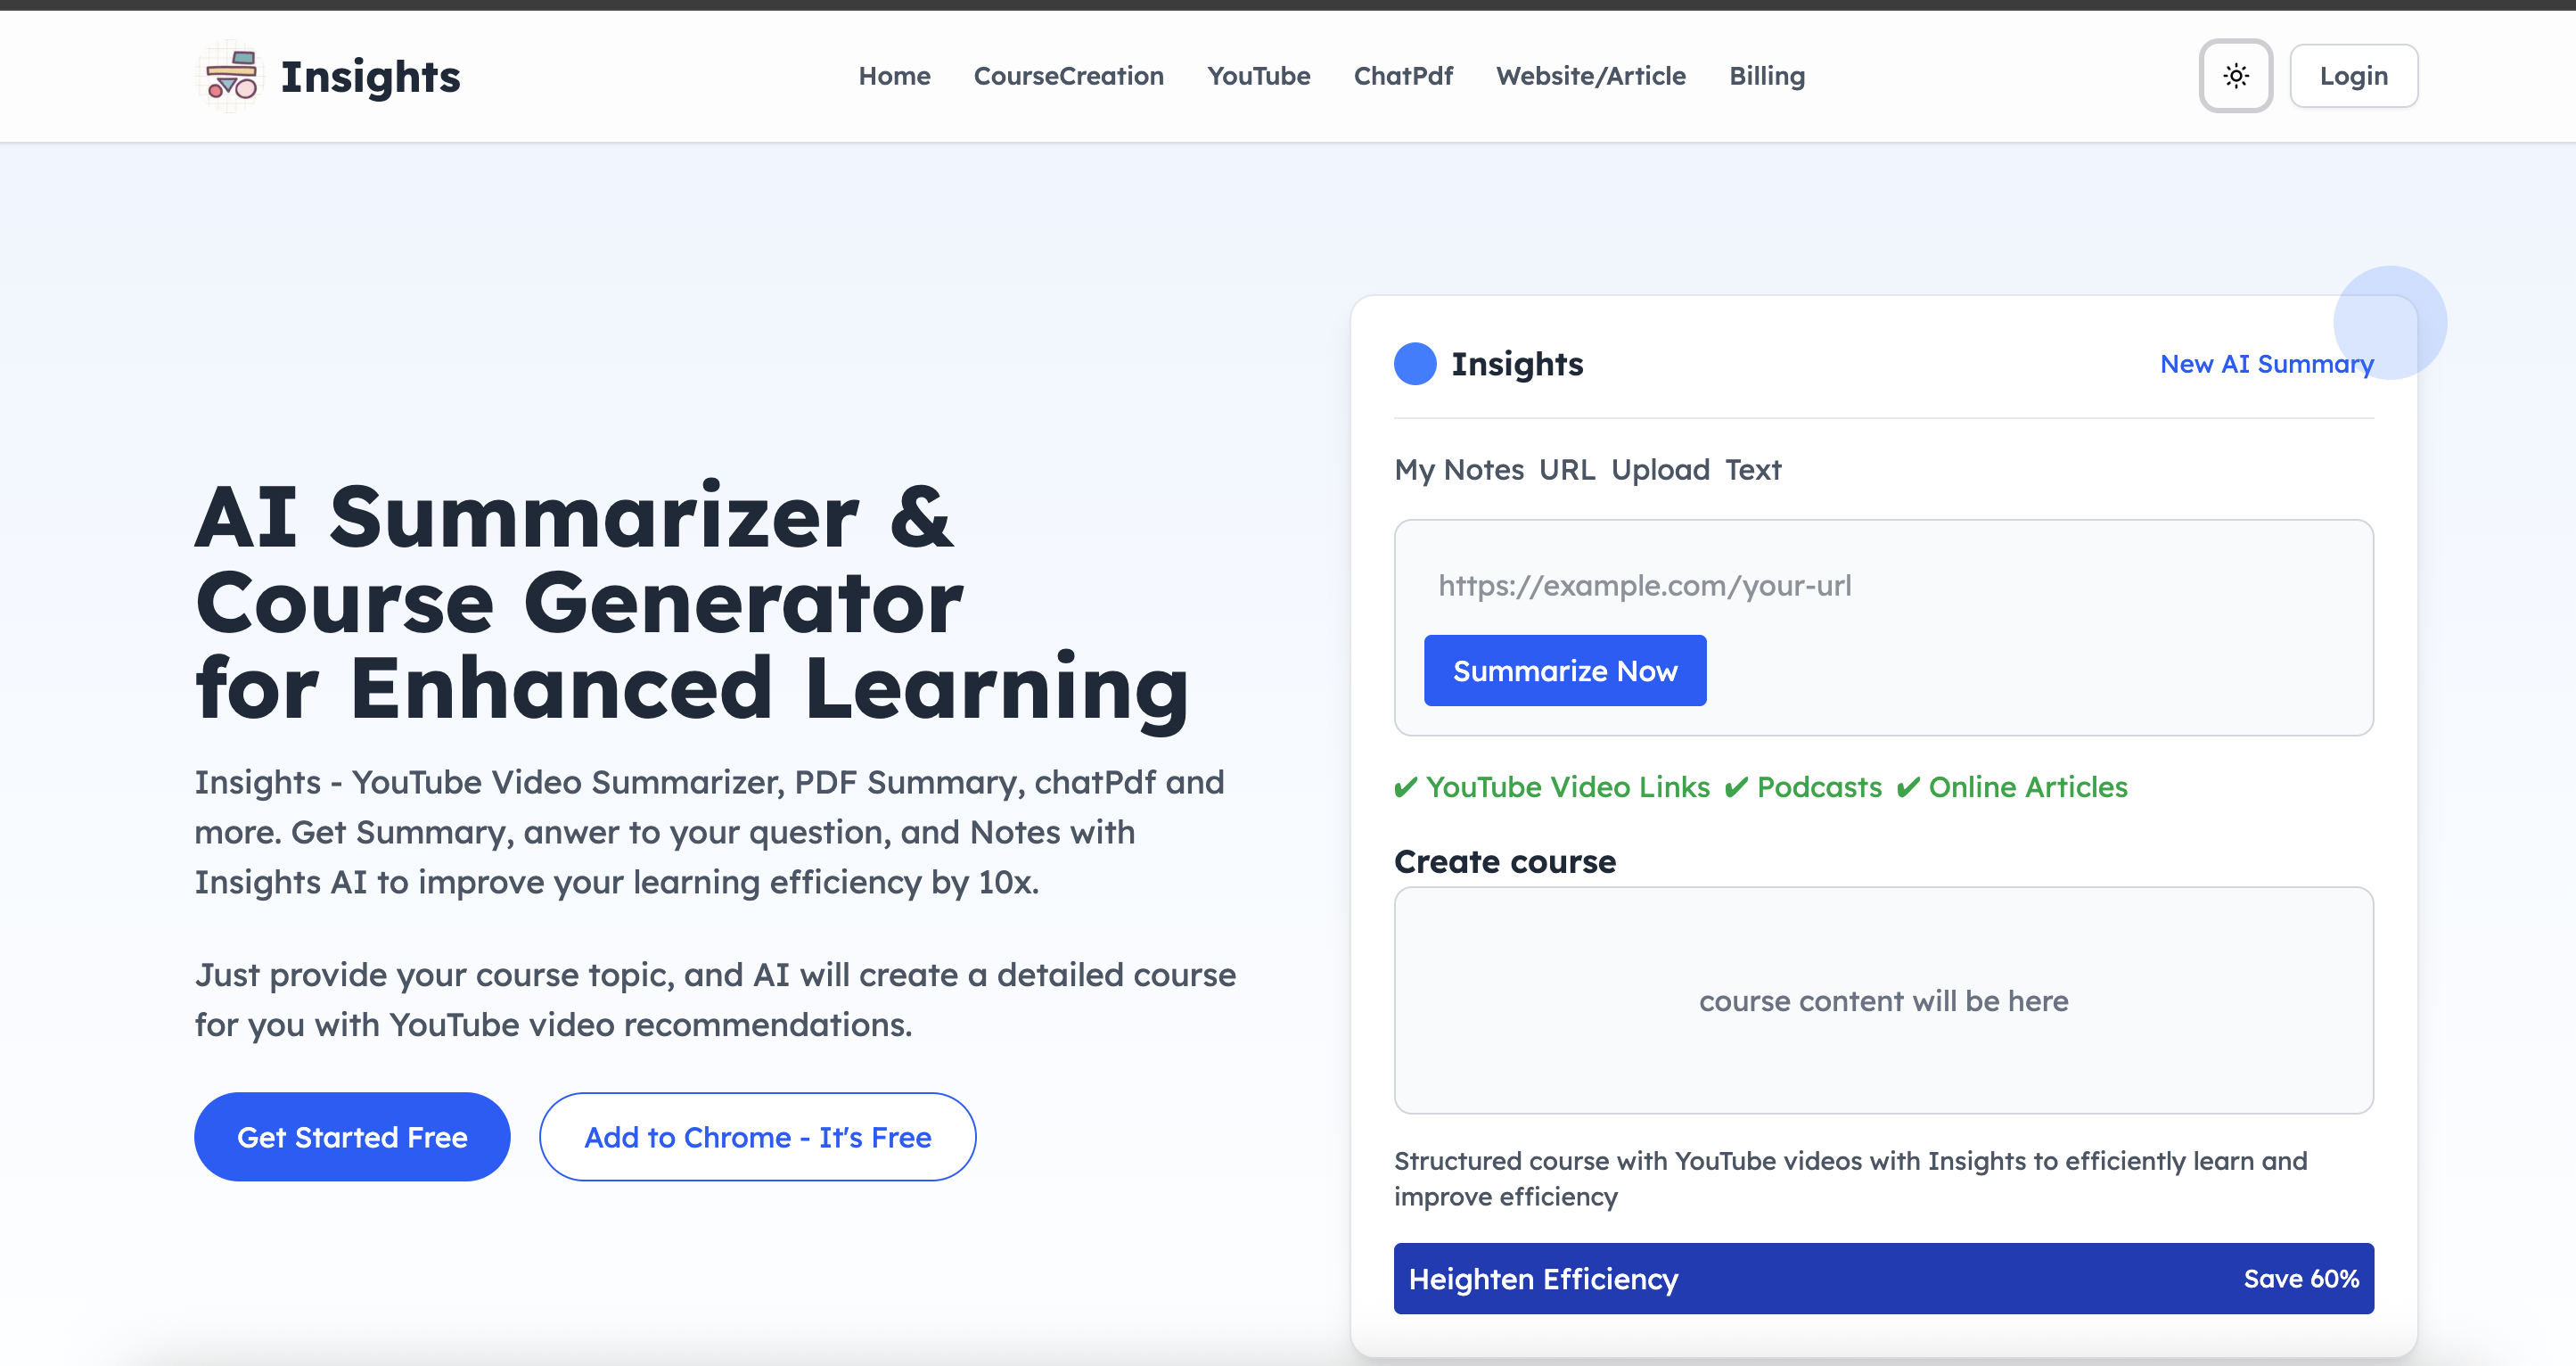 Insights
Home CourseCreation YouTube ChatPdf Website/Article Billing
Login
AI Summarizer &
Course Generator
for Enhanced Learning
Insights - YouTube Video Summarizer, PDF Summary, chatPdf and
more. Get Summary, anwer to your question, and Notes with
Insights AI to improve your learning efficiency by 10x.
Just provide your course topic, and AI will create a detailed course
for you with YouTube video recommendations.
Get Started Free
Add to Chrome - It's Free
Insights
New AI Summary
My Notes URL Upload Text
https://example.com/your-url
Summarize Now
✔ YouTube Video Links ✔ Podcasts ✔ Online Articles
Create course
course content will be here
Structured course with YouTube videos with Insights to efficiently learn and
improve efficiency
Heighten Efficiency
Save 60%